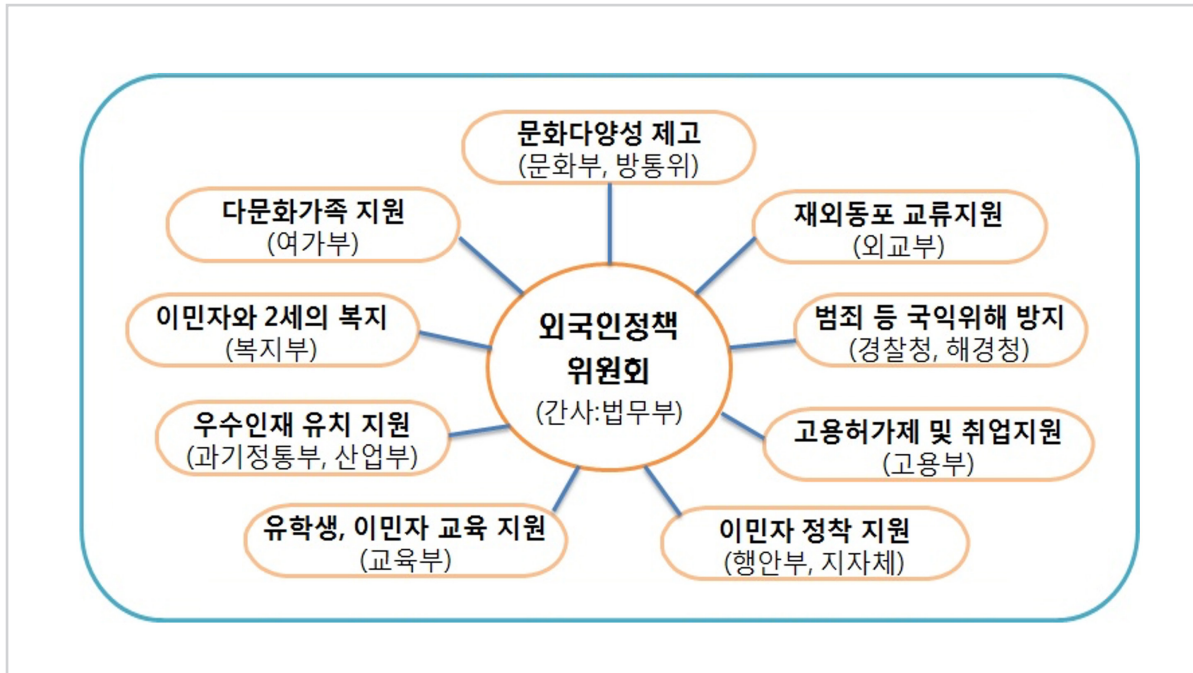 문화다양성 제고
(문화부, 방통위)
다문화가족 지원
(여가부)
재외동포 교류지원
(외교부)
이민자와 2세의 복지
(복지부)
외국인정책
위원회
(간사:법무부)
범죄 등 국익위해 방지
(경찰청, 해경청)
우수인재 유치 지원
(과기정통부, 산업부)
고용허가제 및 취업지원
(고용부)
유학생, 이민자 교육 지원
(교육부)
이민자 정착 지원
(행안부, 지자체)